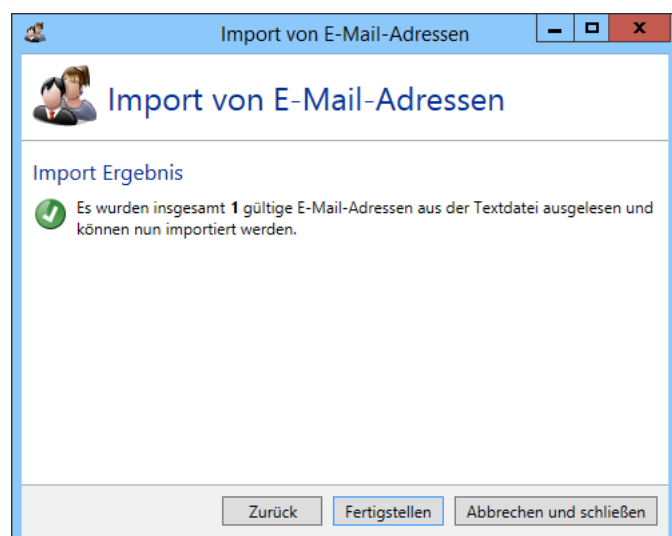 Import von E-Mail-Adressen
Import von E-Mail-Adressen
Import Ergebnis
Es wurden insgesamt 1 gültige E-Mail-Adressen aus der Textdatei ausgelesen und
können nun importiert werden.
Zurück
Fertigstellen
Abbrechen und schließen